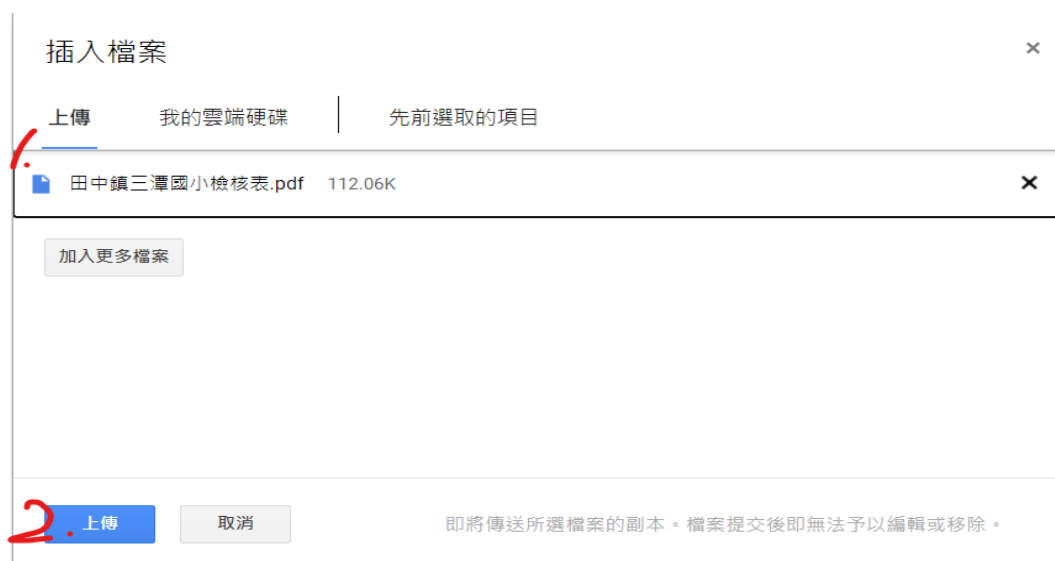 插入檔案
×
上傳 我的雲端硬碟 先前選取的項目
1.
田中鎮三潭國小檢核表.pdf 112.06K ×
加入更多檔案
2. 上傳 取消 即將傳送所選檔案的副本。檔案提交後即無法予以編輯或移除。